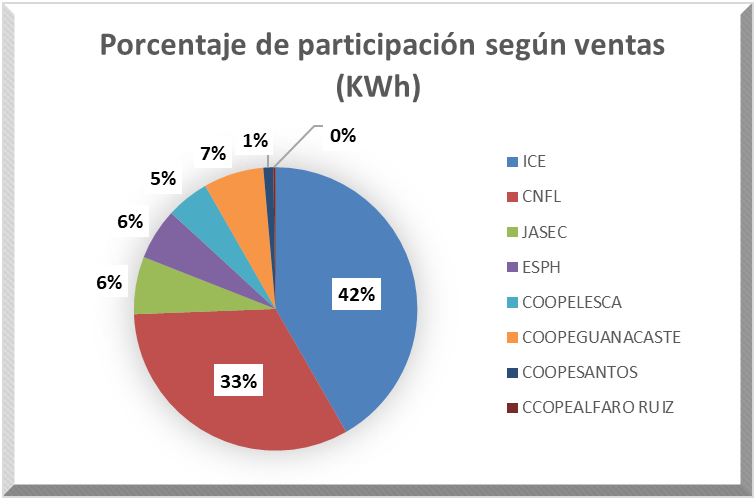 Porcentaje de participación según ventas
(KWh)
0%
1%
7%
5%
6%
6%
42%
33%
ICE
CNFL
JASEC
ESPH
COOPELESCA
COOPEGUANACASTE
COOPESANTOS
CCOPEALFARO RUIZ